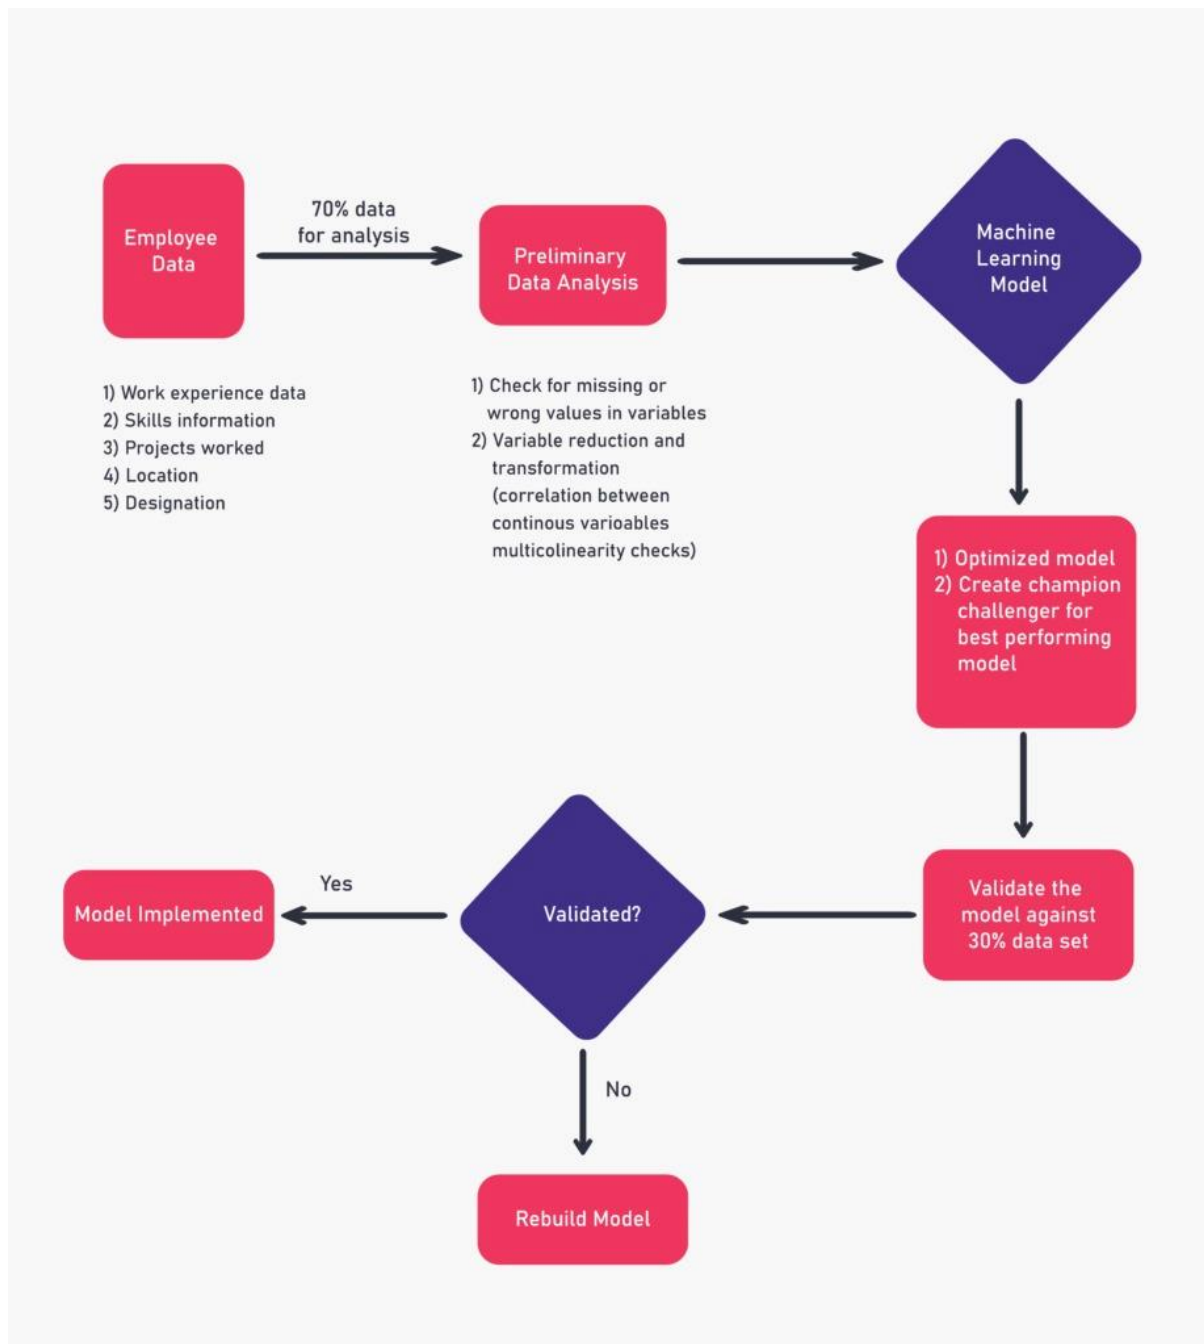 Employee
Data
70% data
for analysis
Preliminary
Data Analysis
Machine
Learning
Model
1) Work experience data
2) Skills information
3) Projects worked
4) Location
5) Designation
1) Check for missing or
wrong values in variables
2) Variable reduction and
transformation
(correlation between
continous varioables
multicolinearity checks)
1) Optimized model
2) Create champion
challenger for
best performing
model
Validate the
model against
30% data set
Validated?
Yes
Model Implemented
No
Rebuild Model